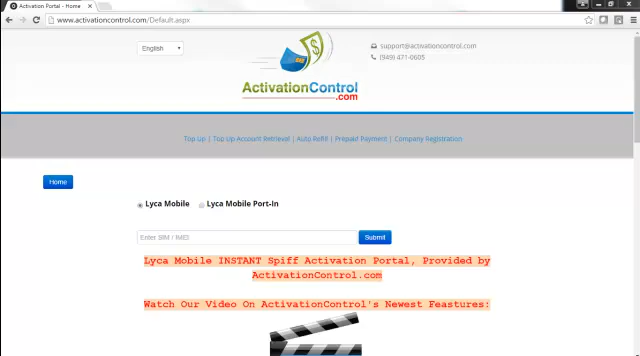 Activation Portal - Home
www.activationcontrol.com/Default.aspx
English
support@activationcontrol.com
(949) 471-0605
ActivationControl
.com
Top Up | Top Up Account Retrieval | Auto Refill | Prepaid Payment | Company Registration
Home
Lyca Mobile
Lyca Mobile Port-In
Enter SIM / IMEI
Submit
Lyca Mobile INSTANT Spiff Activation Portal, Provided by
ActivationControl.com
Watch Our Video On ActivationControl's Newest Feastures: